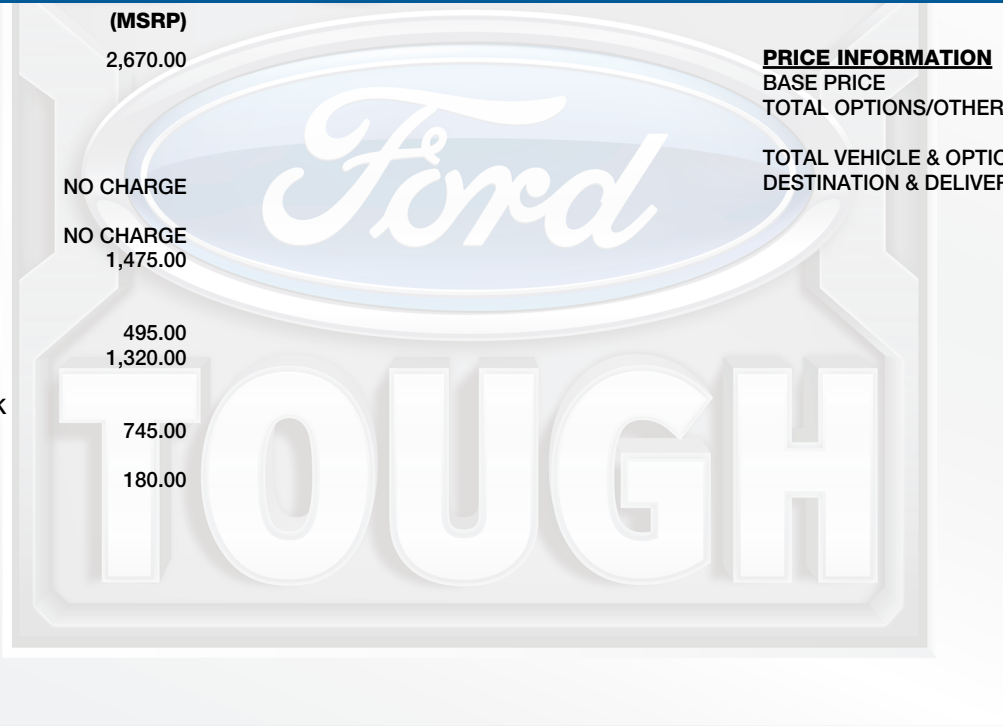 (MSRP)
2,670.00
NO CHARGE
NO CHARGE
1,475.00
495.00
1,320.00
K
745.00
180.00
PRICE INFORMATION
BASE PRICE
TOTAL OPTIONS/OTHER
TOTAL VEHICLE & OPTIO
DESTINATION & DELIVER
Ford
TOUGH